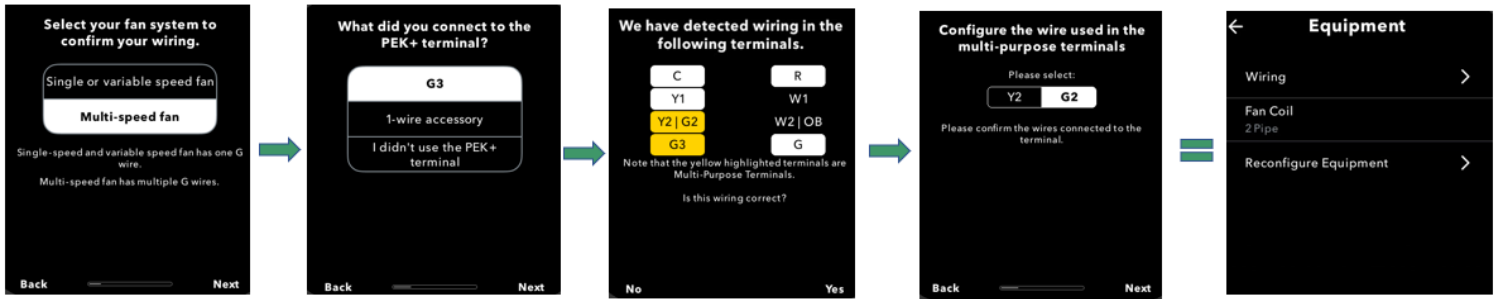 Select your fan system to
confirm your wiring.
Single or variable speed fan
Multi-speed fan
Single-speed and variable speed fan has one G
wire.
Multi-speed fan has multiple G wires.
Back
Next
What did you connect to the
PEK+ terminal?
G3
1-wire accessory
I didn't use the PEK+
terminal
Back
Next
We have detected wiring in the
following terminals.
C
R
Y1
W1
Y2 | G2
W2 | OB
G3
G
Note that the yellow highlighted terminals are
Multi-Purpose Terminals.
Is this wiring correct?
No
Yes
Configure the wire used in the
multi-purpose terminals
Please select:
Y2
G2
Please confirm the wires connected to the
terminal.
Back
Next
Equipment
Wiring
Fan Coil
2 Pipe
Reconfigure Equipment